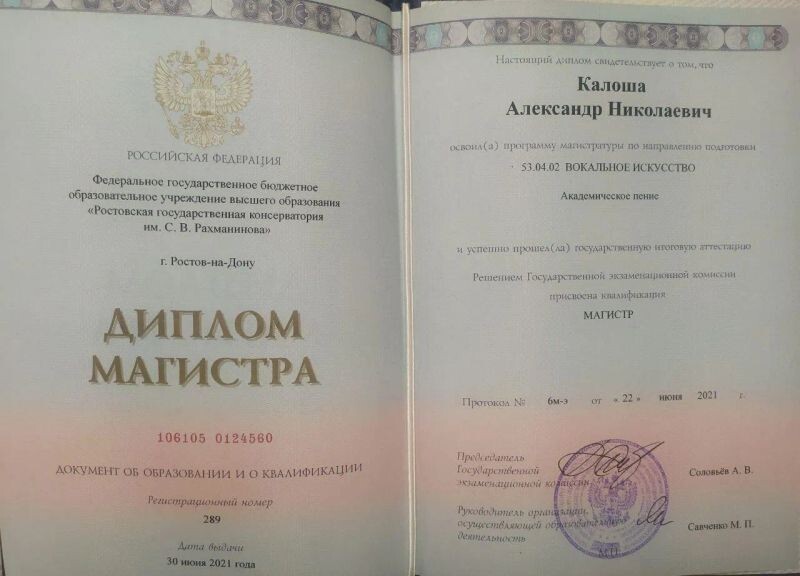 РОССИЙСКАЯ ФЕДЕРАЦИЯ
Федеральное государственное бюджетное
образовательное учреждение высшего образования
«Ростовская государственная консерватория
им. С. В. Рахманинова»
г. Ростов-на-Дону
ДИПЛОМ
МАГИСТРА
106105 0124560
ДОКУМЕНТ ОБ ОБРАЗОВАНИИ И О КВАЛИФИКАЦИИ
Регистрационный номер
289
Дата выдачи
30 июня 2021 года
Настоящий диплом свидетельствует о том, что
Калоша
Александр Николаевич
освоил(а) программу магистратуры по направлению подготовки
53.04.02 ВОКАЛЬНОЕ ИСКУССТВО
Академическое пение
и успешно прошел(ла) государственную итоговую аттестацию
Решением Государственной экзаменационной комиссии
присвоена квалификация
МАГИСТР
Протокол № 6м-э от « 22 » июня 2021 г.
Председатель
Государственной
экзаменационной комиссии
Соловьёв А. В.
Руководитель организации,
осуществляющей образовательную
деятельность
Савченко М. П.
М.П.